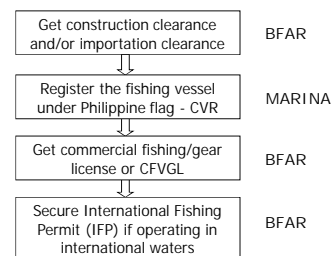 Get construction clearance
and/or importation clearance
BFAR
Register the fishing vessel
under Philippine flag - CVR
MARINA
Get commercial fishing/gear
license or CFVGL
BFAR
Secure International Fishing
Permit (IFP) if operating in
international waters
BFAR